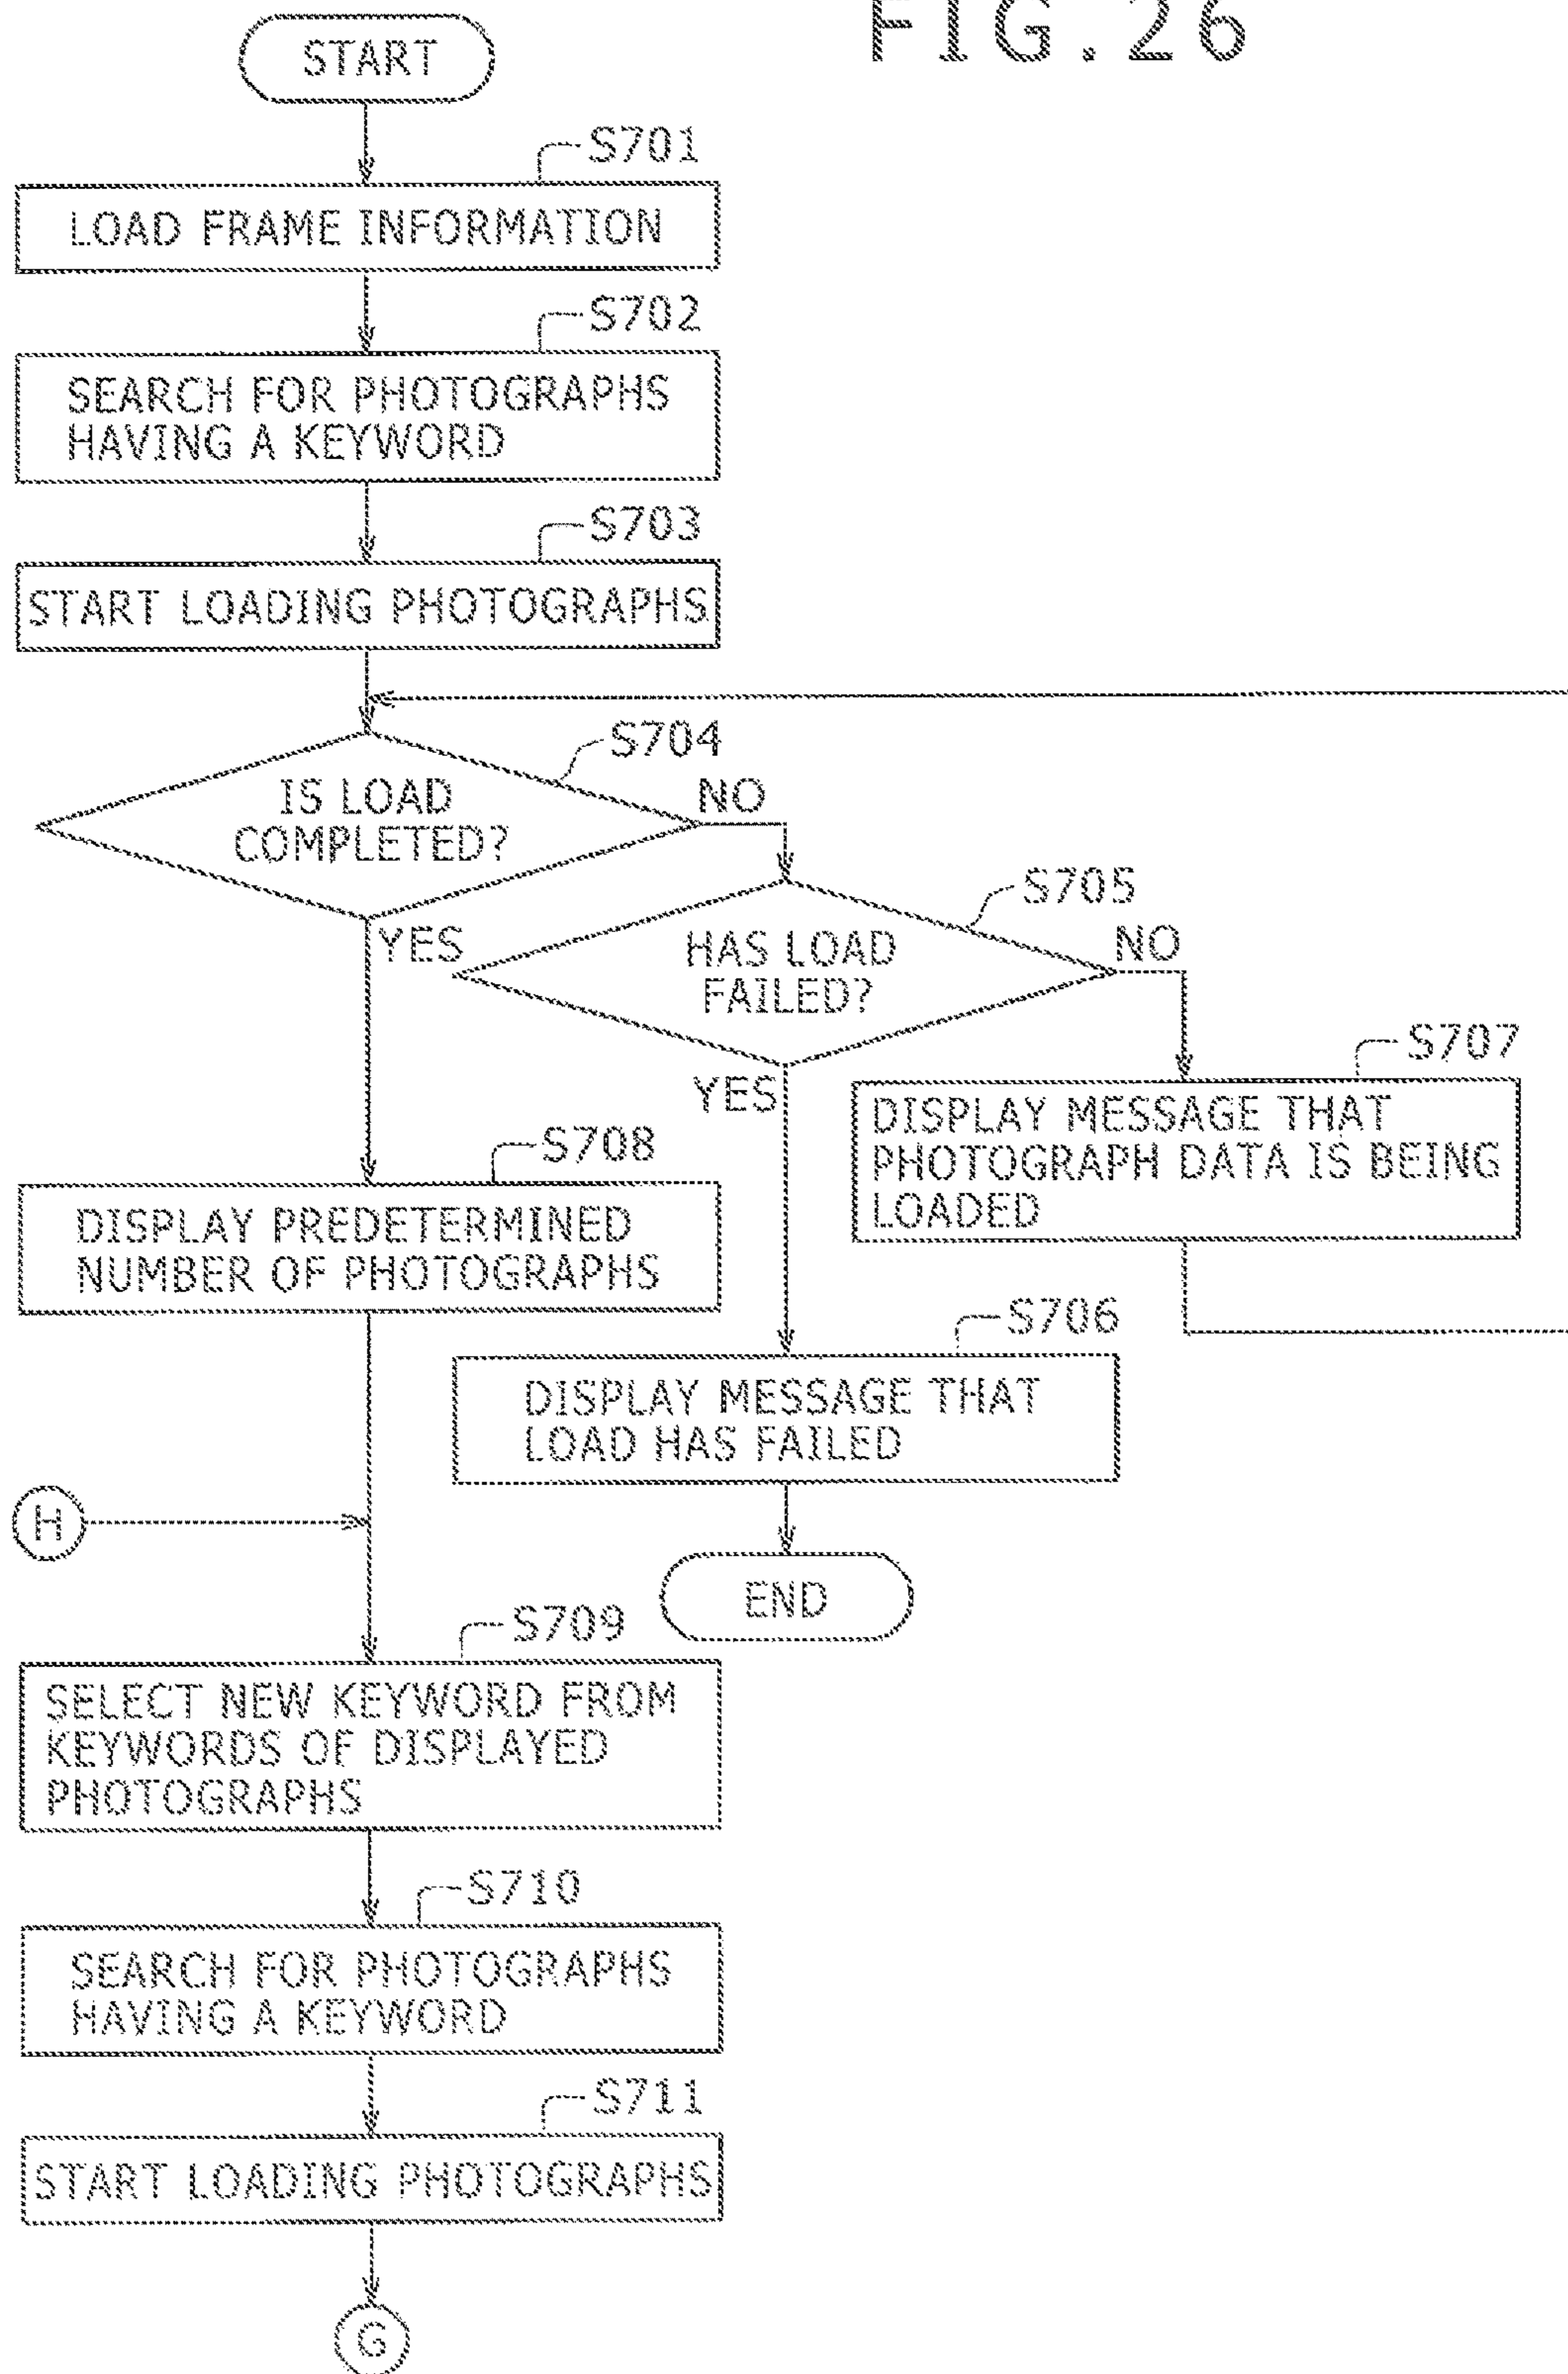 FIG.26
START
S701
LOAD FRAME INFORMATION
S702
SEARCH FOR PHOTOGRAPHS
HAVING A KEYWORD
S703
START LOADING PHOTOGRAPHS
S704
IS LOAD
COMPLETED?
NO
YES
S705
HAS LOAD
FAILED?
NO
YES
S707
DISPLAY MESSAGE THAT
PHOTOGRAPH DATA IS BEING
LOADED
S708
DISPLAY PREDETERMINED
NUMBER OF PHOTOGRAPHS
S706
DISPLAY MESSAGE THAT
LOAD HAS FAILED
H
END
S709
SELECT NEW KEYWORD FROM
KEYWORDS OF DISPLAYED
PHOTOGRAPHS
S710
SEARCH FOR PHOTOGRAPHS
HAVING A KEYWORD
S711
START LOADING PHOTOGRAPHS
G